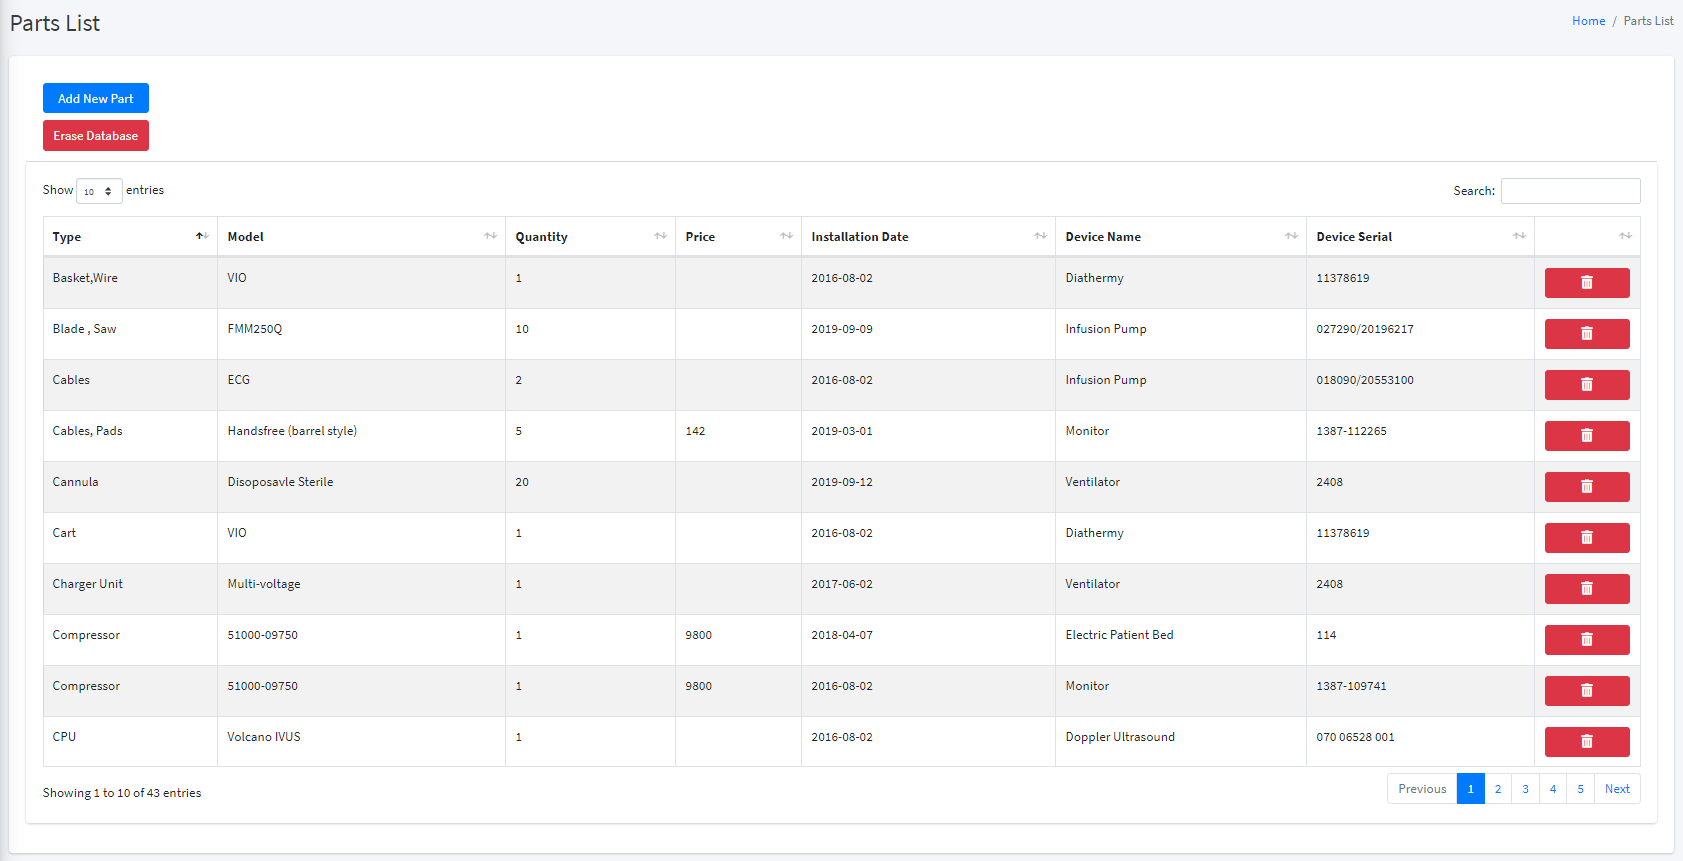 Parts List
Home / Parts List
Add New Part
Erase Database
Show 10 entries
Search:
Type Model Quantity Price Installation Date Device Name Device Serial
Basket,Wire VIO 1 2016-08-02 Diathermy 11378619
Blade , Saw FMM250Q 10 2019-09-09 Infusion Pump 027290/20196217
Cables ECG 2 2016-08-02 Infusion Pump 018090/20553100
Cables, Pads Handsfree (barrel style) 5 142 2019-03-01 Monitor 1387-112265
Cannula Disoposavle Sterile 20 2019-09-12 Ventilator 2408
Cart VIO 1 2016-08-02 Diathermy 11378619
Charger Unit Multi-voltage 1 2017-06-02 Ventilator 2408
Compressor 51000-09750 1 9800 2018-04-07 Electric Patient Bed 114
Compressor 51000-09750 1 9800 2016-08-02 Monitor 1387-109741
CPU Volcano IVUS 1 2016-08-02 Doppler Ultrasound 070 06528 001
Showing 1 to 10 of 43 entries
Previous 1 2 3 4 5 Next